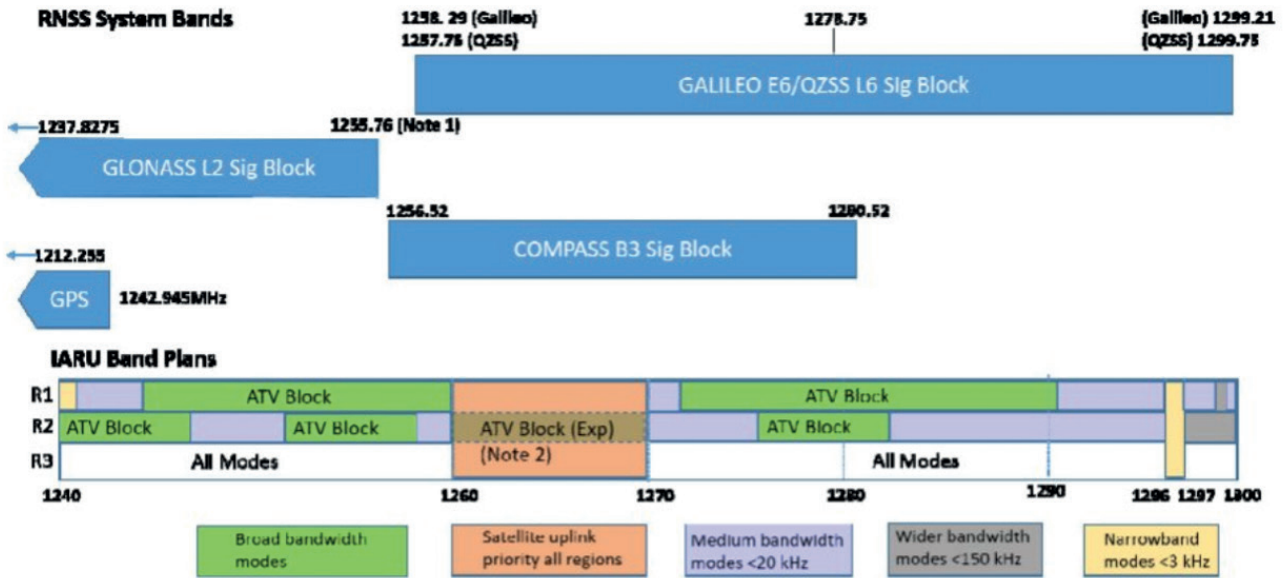 RNSS System Bands
1258. 29 (Galileo)
1257.75 (QZSS)
1278.75
(Galileo) 1299.21
(QZSS) 1299.75
GALILEO E6/QZSS L6 Sig Block
1237.8275
1255.76 (Note 1)
GLONASS L2 Sig Block
1256.52
1280.52
COMPASS B3 Sig Block
1212.255
GPS
1242.945MHz
IARU Band Plans
R1
ATV Block
ATV Block
R2
ATV Block
ATV Block
ATV Block (Exp)
ATV Block
(Note 2)
R3
All Modes
All Modes
1240
1260
1270
1280
1290
1296
1297
1300
Broad bandwidth
modes
Satellite uplink
priority all regions
Medium bandwidth
modes <20 kHz
Wider bandwidth
modes <150 kHz
Narrowband
modes <3 kHz